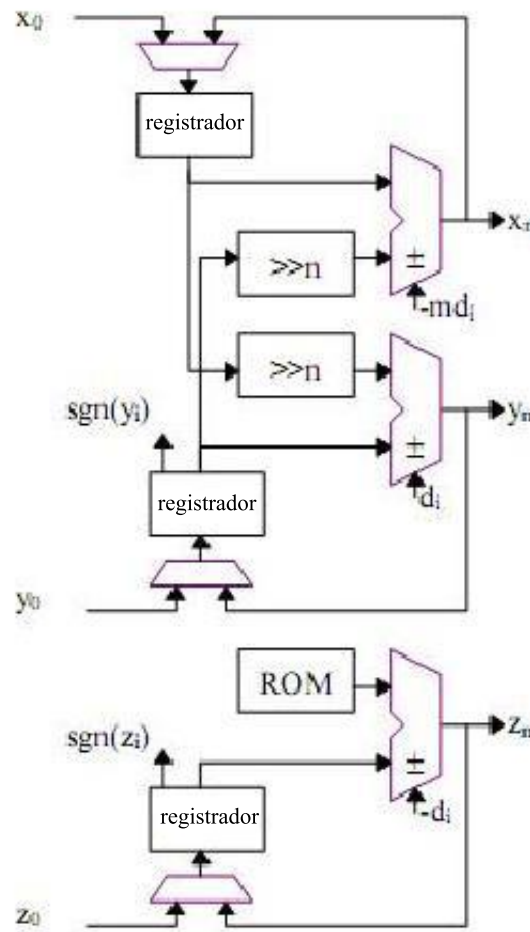 x₀
registrador
xₙ
>>n
±
-mdᵢ
>>n
sgn(yᵢ)
yₙ
±
registrador
dᵢ
y₀
ROM
sgn(zᵢ)
zₙ
±
registrador
-dᵢ
z₀